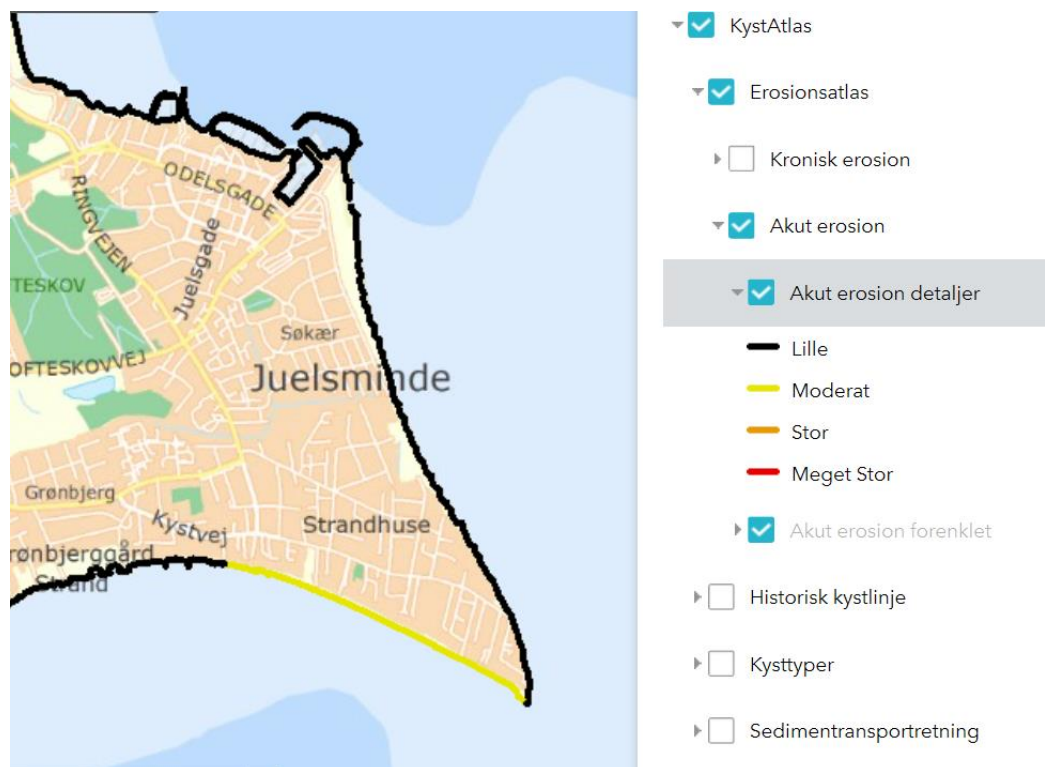 ODELSGADE
RINGVEJEN
Juelsgade
TESKOV
Søkær
OFTESKOVVEJ
Juelsminde
Grønbjerg
Kystvej
Strandhuse
rønbjerggård
Strand
KystAtlas
Erosionsatlas
Kronisk erosion
Akut erosion
Akut erosion detaljer
Lille
Moderat
Stor
Meget Stor
Akut erosion forenklet
Historisk kystlinje
Kysttyper
Sedimentransportretning